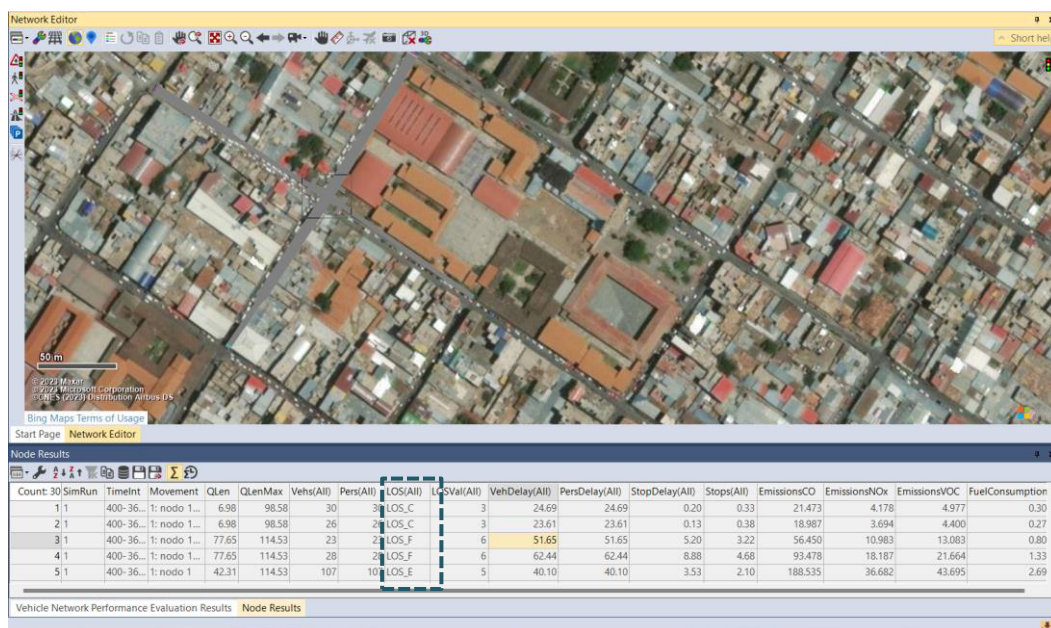 Network Editor
Short hel
50 m
© 2023 Maxar
© 2023 Microsoft Corporation
©CNES (2023) Distribution Airbus DS
Bing Maps Terms of Usage
Start Page Network Editor
Node Results
Count: 30 SimRun TimeInt Movement QLen QLenMax Vehs(All) Pers(All) LOS(All) LOSVal(All) VehDelay(All) PersDelay(All) StopDelay(All) Stops(All) EmissionsCO EmissionsNOx EmissionsVOC FuelConsumption
1 1 400-36... 1: nodo 1... 6.98 98.58 30 30 LOS_C 3 24.69 24.69 0.20 0.33 21.473 4.178 4.977 0.30
2 1 400-36... 1: nodo 1... 6.98 98.58 26 26 LOS_C 3 23.61 23.61 0.13 0.38 18.987 3.694 4.400 0.27
3 1 400-36... 1: nodo 1... 77.65 114.53 23 23 LOS_F 6 51.65 51.65 5.20 3.22 56.450 10.983 13.083 0.80
4 1 400-36... 1: nodo 1... 77.65 114.53 28 28 LOS_F 6 62.44 62.44 8.88 4.68 93.478 18.187 21.664 1.33
5 1 400-36... 1: nodo 1 42.31 114.53 107 107 LOS_E 5 40.10 40.10 3.53 2.10 188.535 36.682 43.695 2.69
Vehicle Network Performance Evaluation Results Node Results